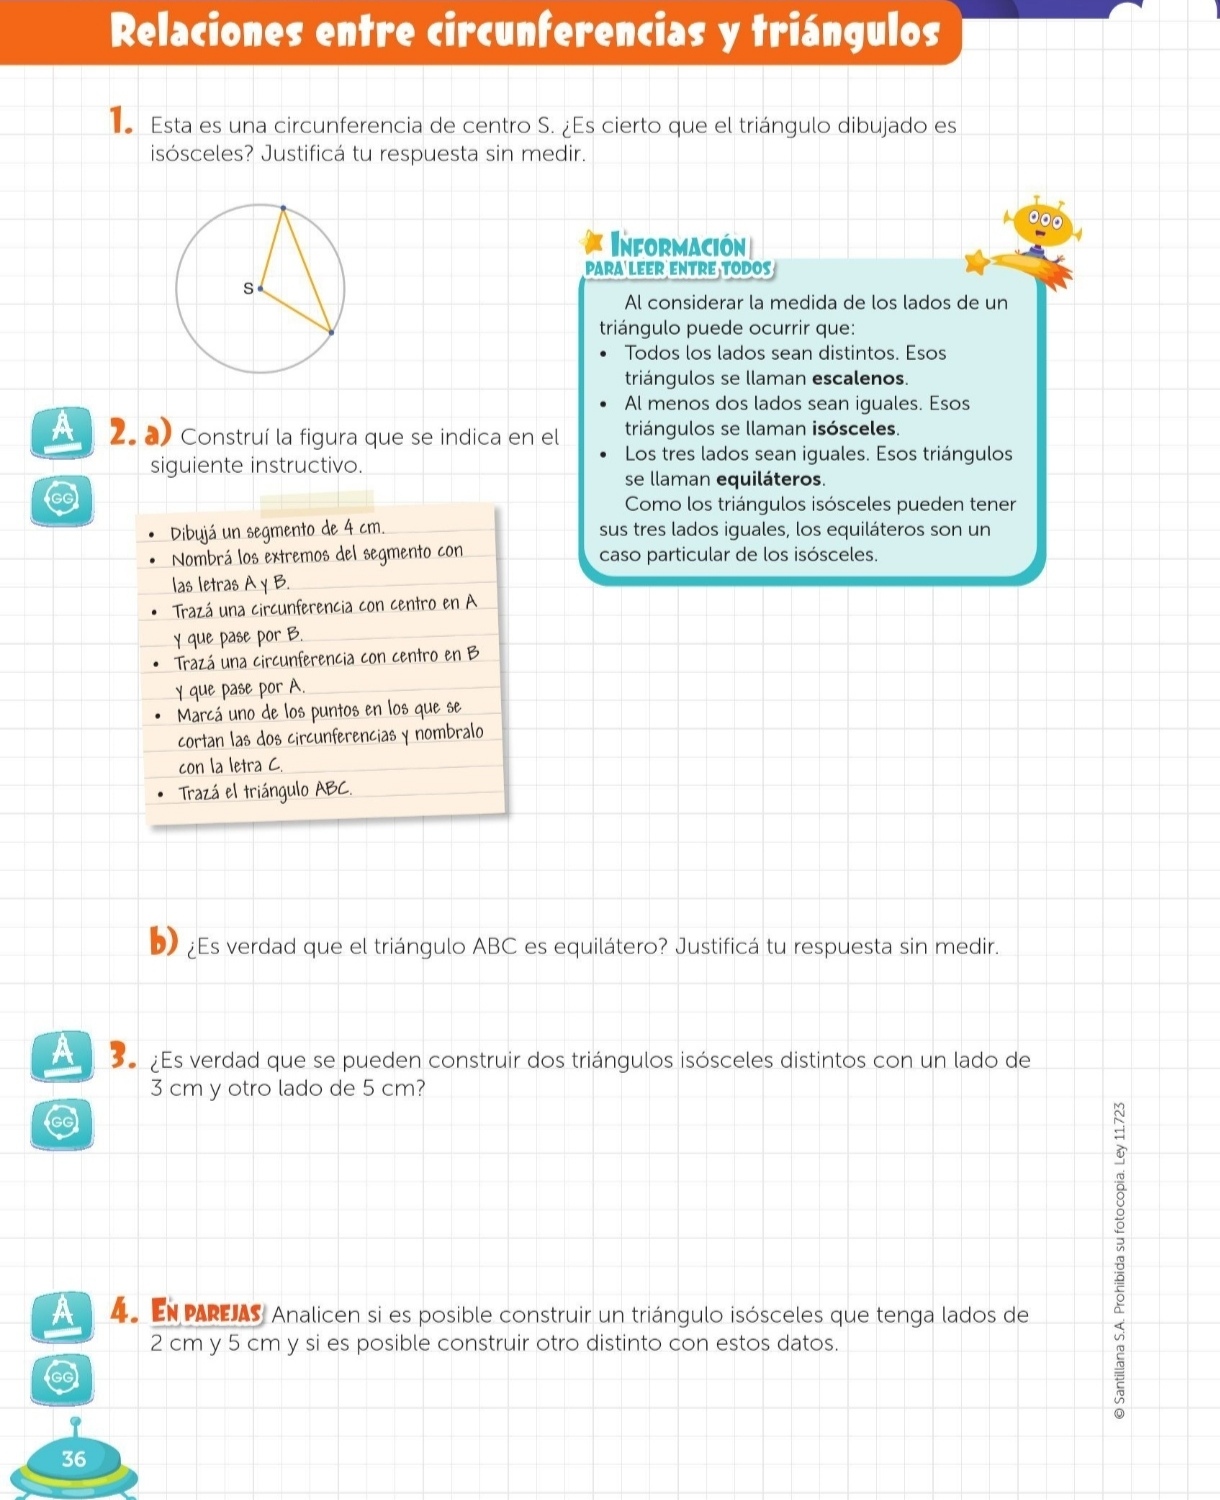 Relaciones entre circunferencias y triángulos
1. Esta es una circunferencia de centro S. ¿Es cierto que el triángulo dibujado es
isósceles? Justificá tu respuesta sin medir.
S
INFORMACIÓN
PARA LEER ENTRE TODOS
Al considerar la medida de los lados de un
triángulo puede ocurrir que:
• Todos los lados sean distintos. Esos
triángulos se llaman escalenos.
• Al menos dos lados sean iguales. Esos
triángulos se llaman isósceles.
• Los tres lados sean iguales. Esos triángulos
se llaman equiláteros.
Como los triángulos isósceles pueden tener
sus tres lados iguales, los equiláteros son un
caso particular de los isósceles.
2. a) Construí la figura que se indica en el
siguiente instructivo.
GG
• Dibujá un segmento de 4 cm.
• Nombrá los extremos del segmento con
las letras A y B.
• Trazá una circunferencia con centro en A
y que pase por B.
• Trazá una circunferencia con centro en B
y que pase por A.
• Marcá uno de los puntos en los que se
cortan las dos circunferencias y nombralo
con la letra C.
• Trazá el triángulo ABC.
b) ¿Es verdad que el triángulo ABC es equilátero? Justificá tu respuesta sin medir.
3. ¿Es verdad que se pueden construir dos triángulos isósceles distintos con un lado de
3 cm y otro lado de 5 cm?
GG
4. EN PAREJAS Analicen si es posible construir un triángulo isósceles que tenga lados de
2 cm y 5 cm y si es posible construir otro distinto con estos datos.
GG
© Santillana S.A. Prohibida su fotocopia. Ley 11.723
36